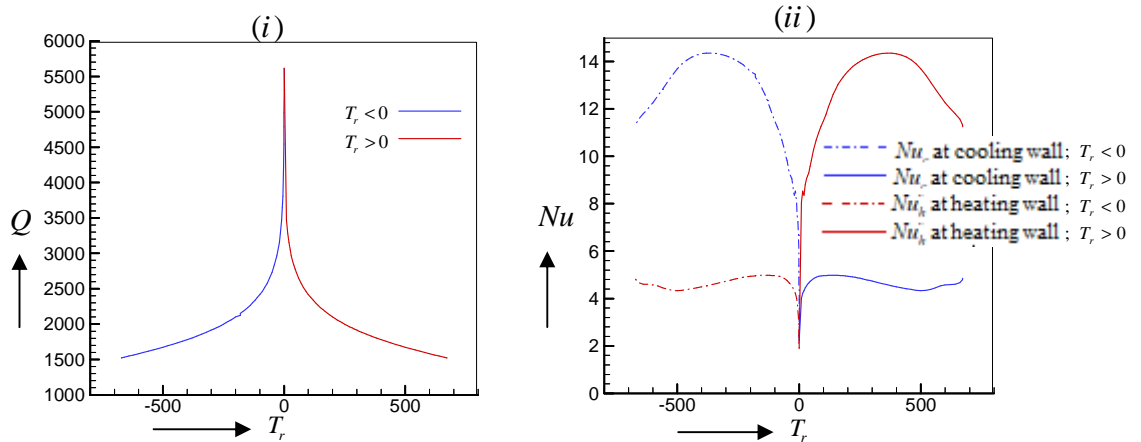 (i)
6000
5500
5000
4500
4000
3500
3000
2500
2000
1500
1000
Q
-500
0
500
T_r
T_r < 0
T_r > 0
(ii)
14
12
10
8
6
4
2
0
Nu
-500
0
500
T_r
Nu_c at cooling wall ; T_r < 0
Nu_c at cooling wall ; T_r > 0
Nu_h at heating wall ; T_r < 0
Nu_h at heating wall ; T_r > 0